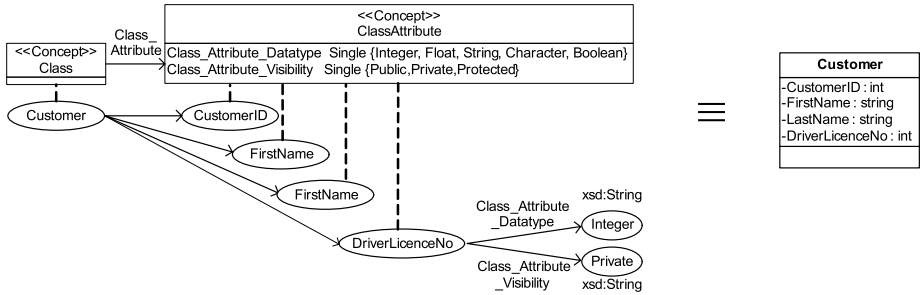 <<Concept>>
ClassAttribute
Class_
Attribute
<<Concept>>
Class
Class_Attribute_Datatype Single {Integer, Float, String, Character, Boolean}
Class_Attribute_Visibility Single {Public,Private,Protected}
Customer
CustomerID
FirstName
FirstName
DriverLicenceNo
Class_Attribute
_Datatype
xsd:String
Integer
Private
xsd:String
Class_Attribute
_Visibility
Customer
-CustomerID : int
-FirstName : string
-LastName : string
-DriverLicenceNo : int